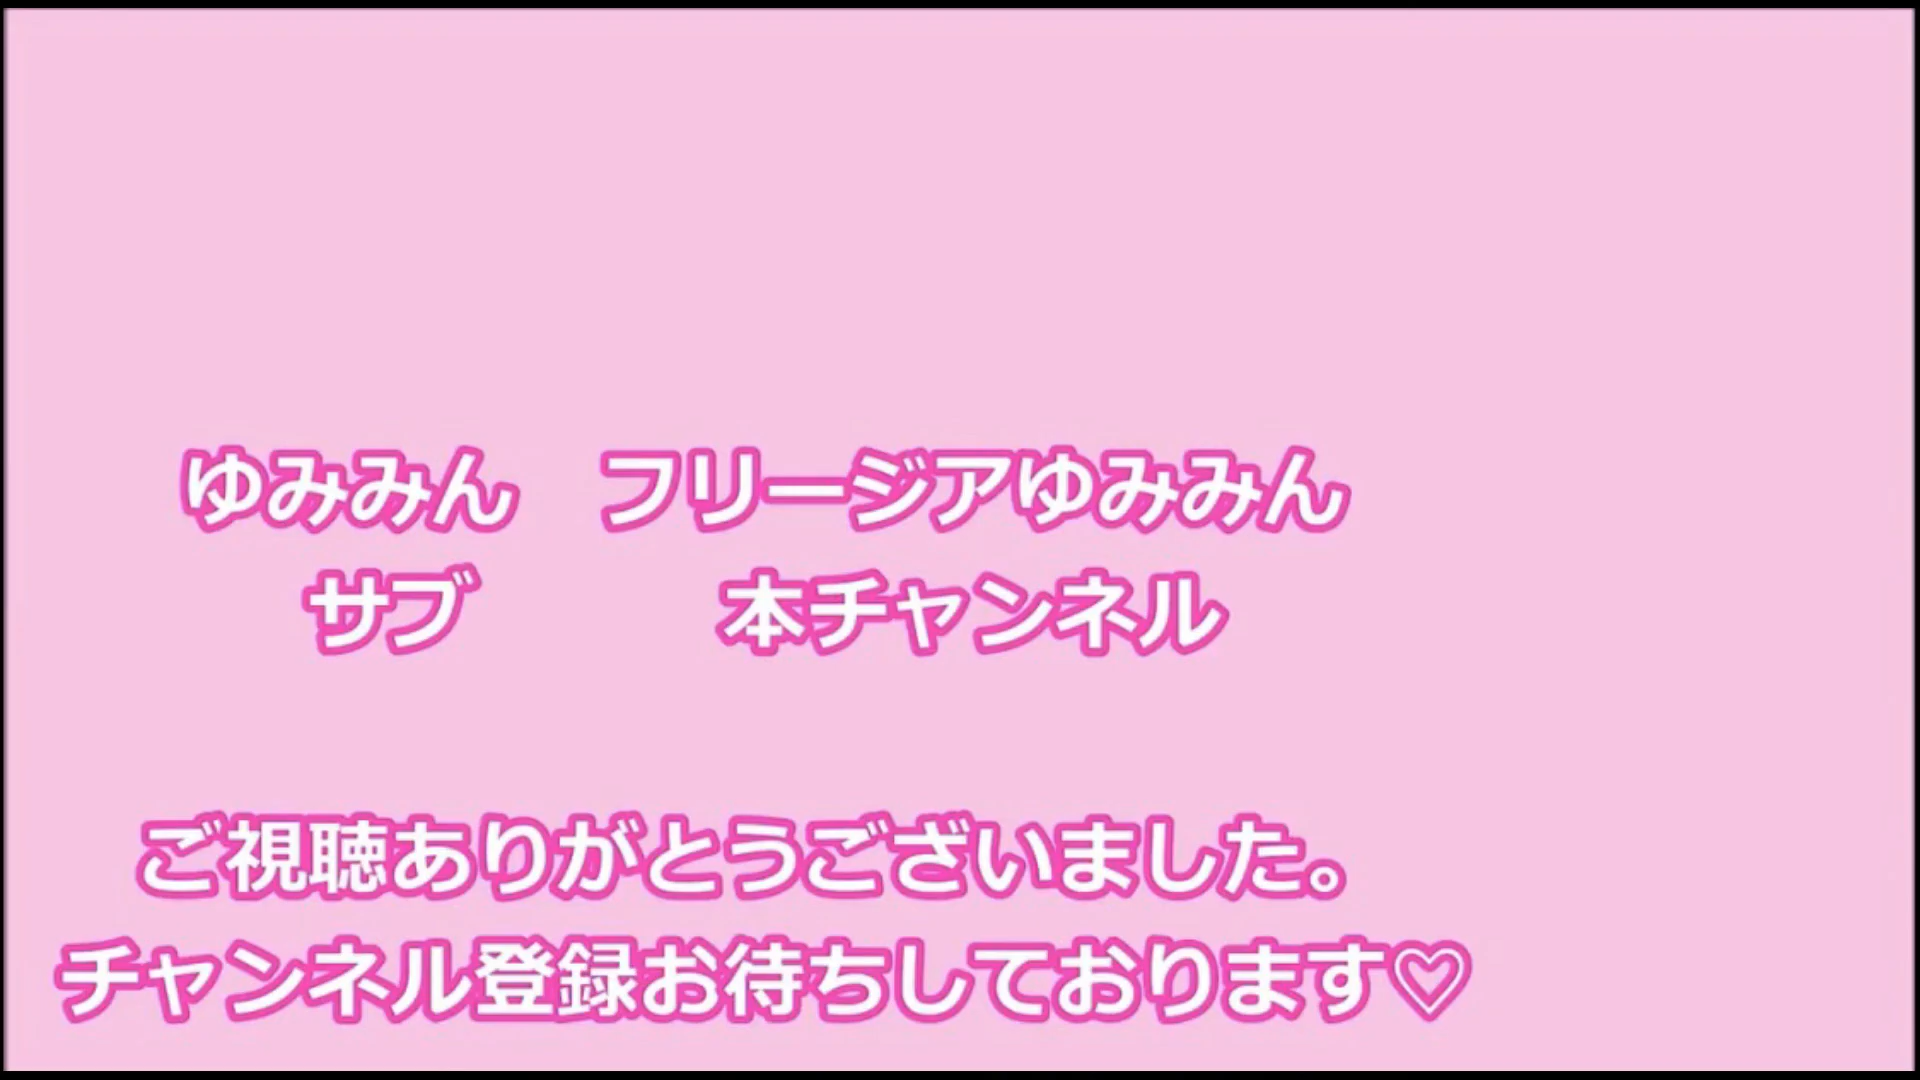 ゆみみん　フリージアゆみみん
サブ　本チャンネル
ご視聴ありがとうございました。
チャンネル登録お待ちしております♡